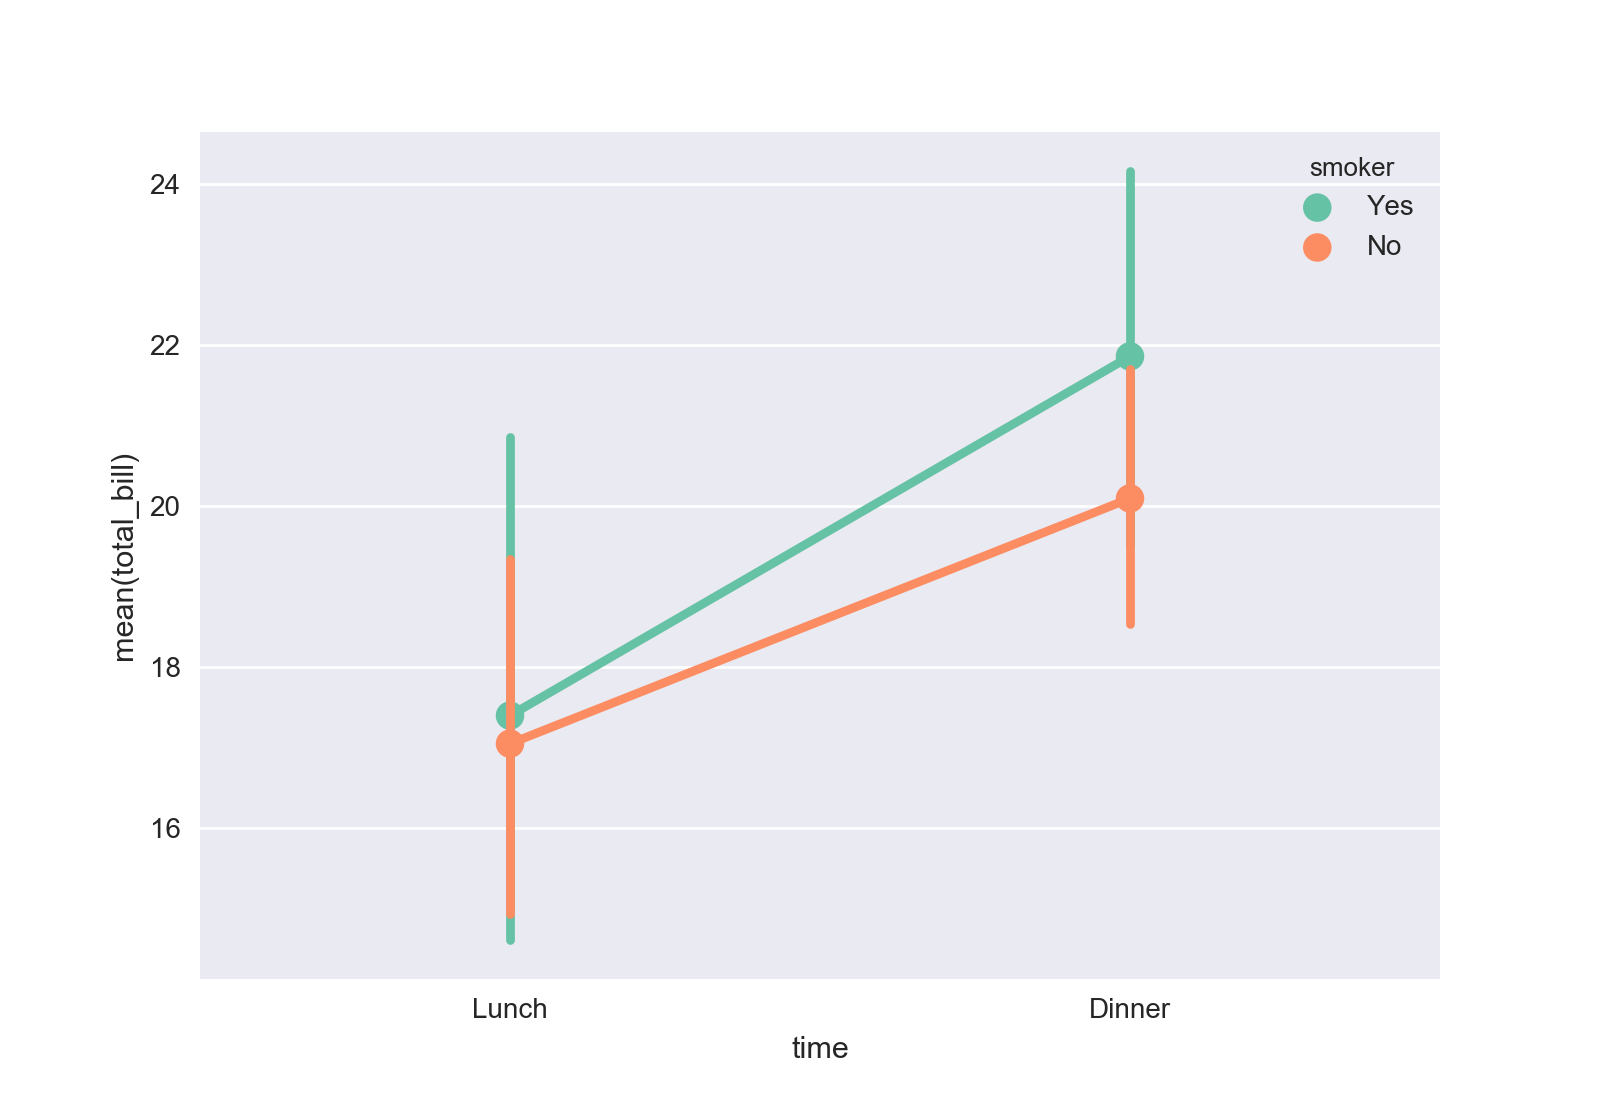 smoker
Yes
No
24
22
20
18
16
mean(total_bill)
Lunch Dinner
time